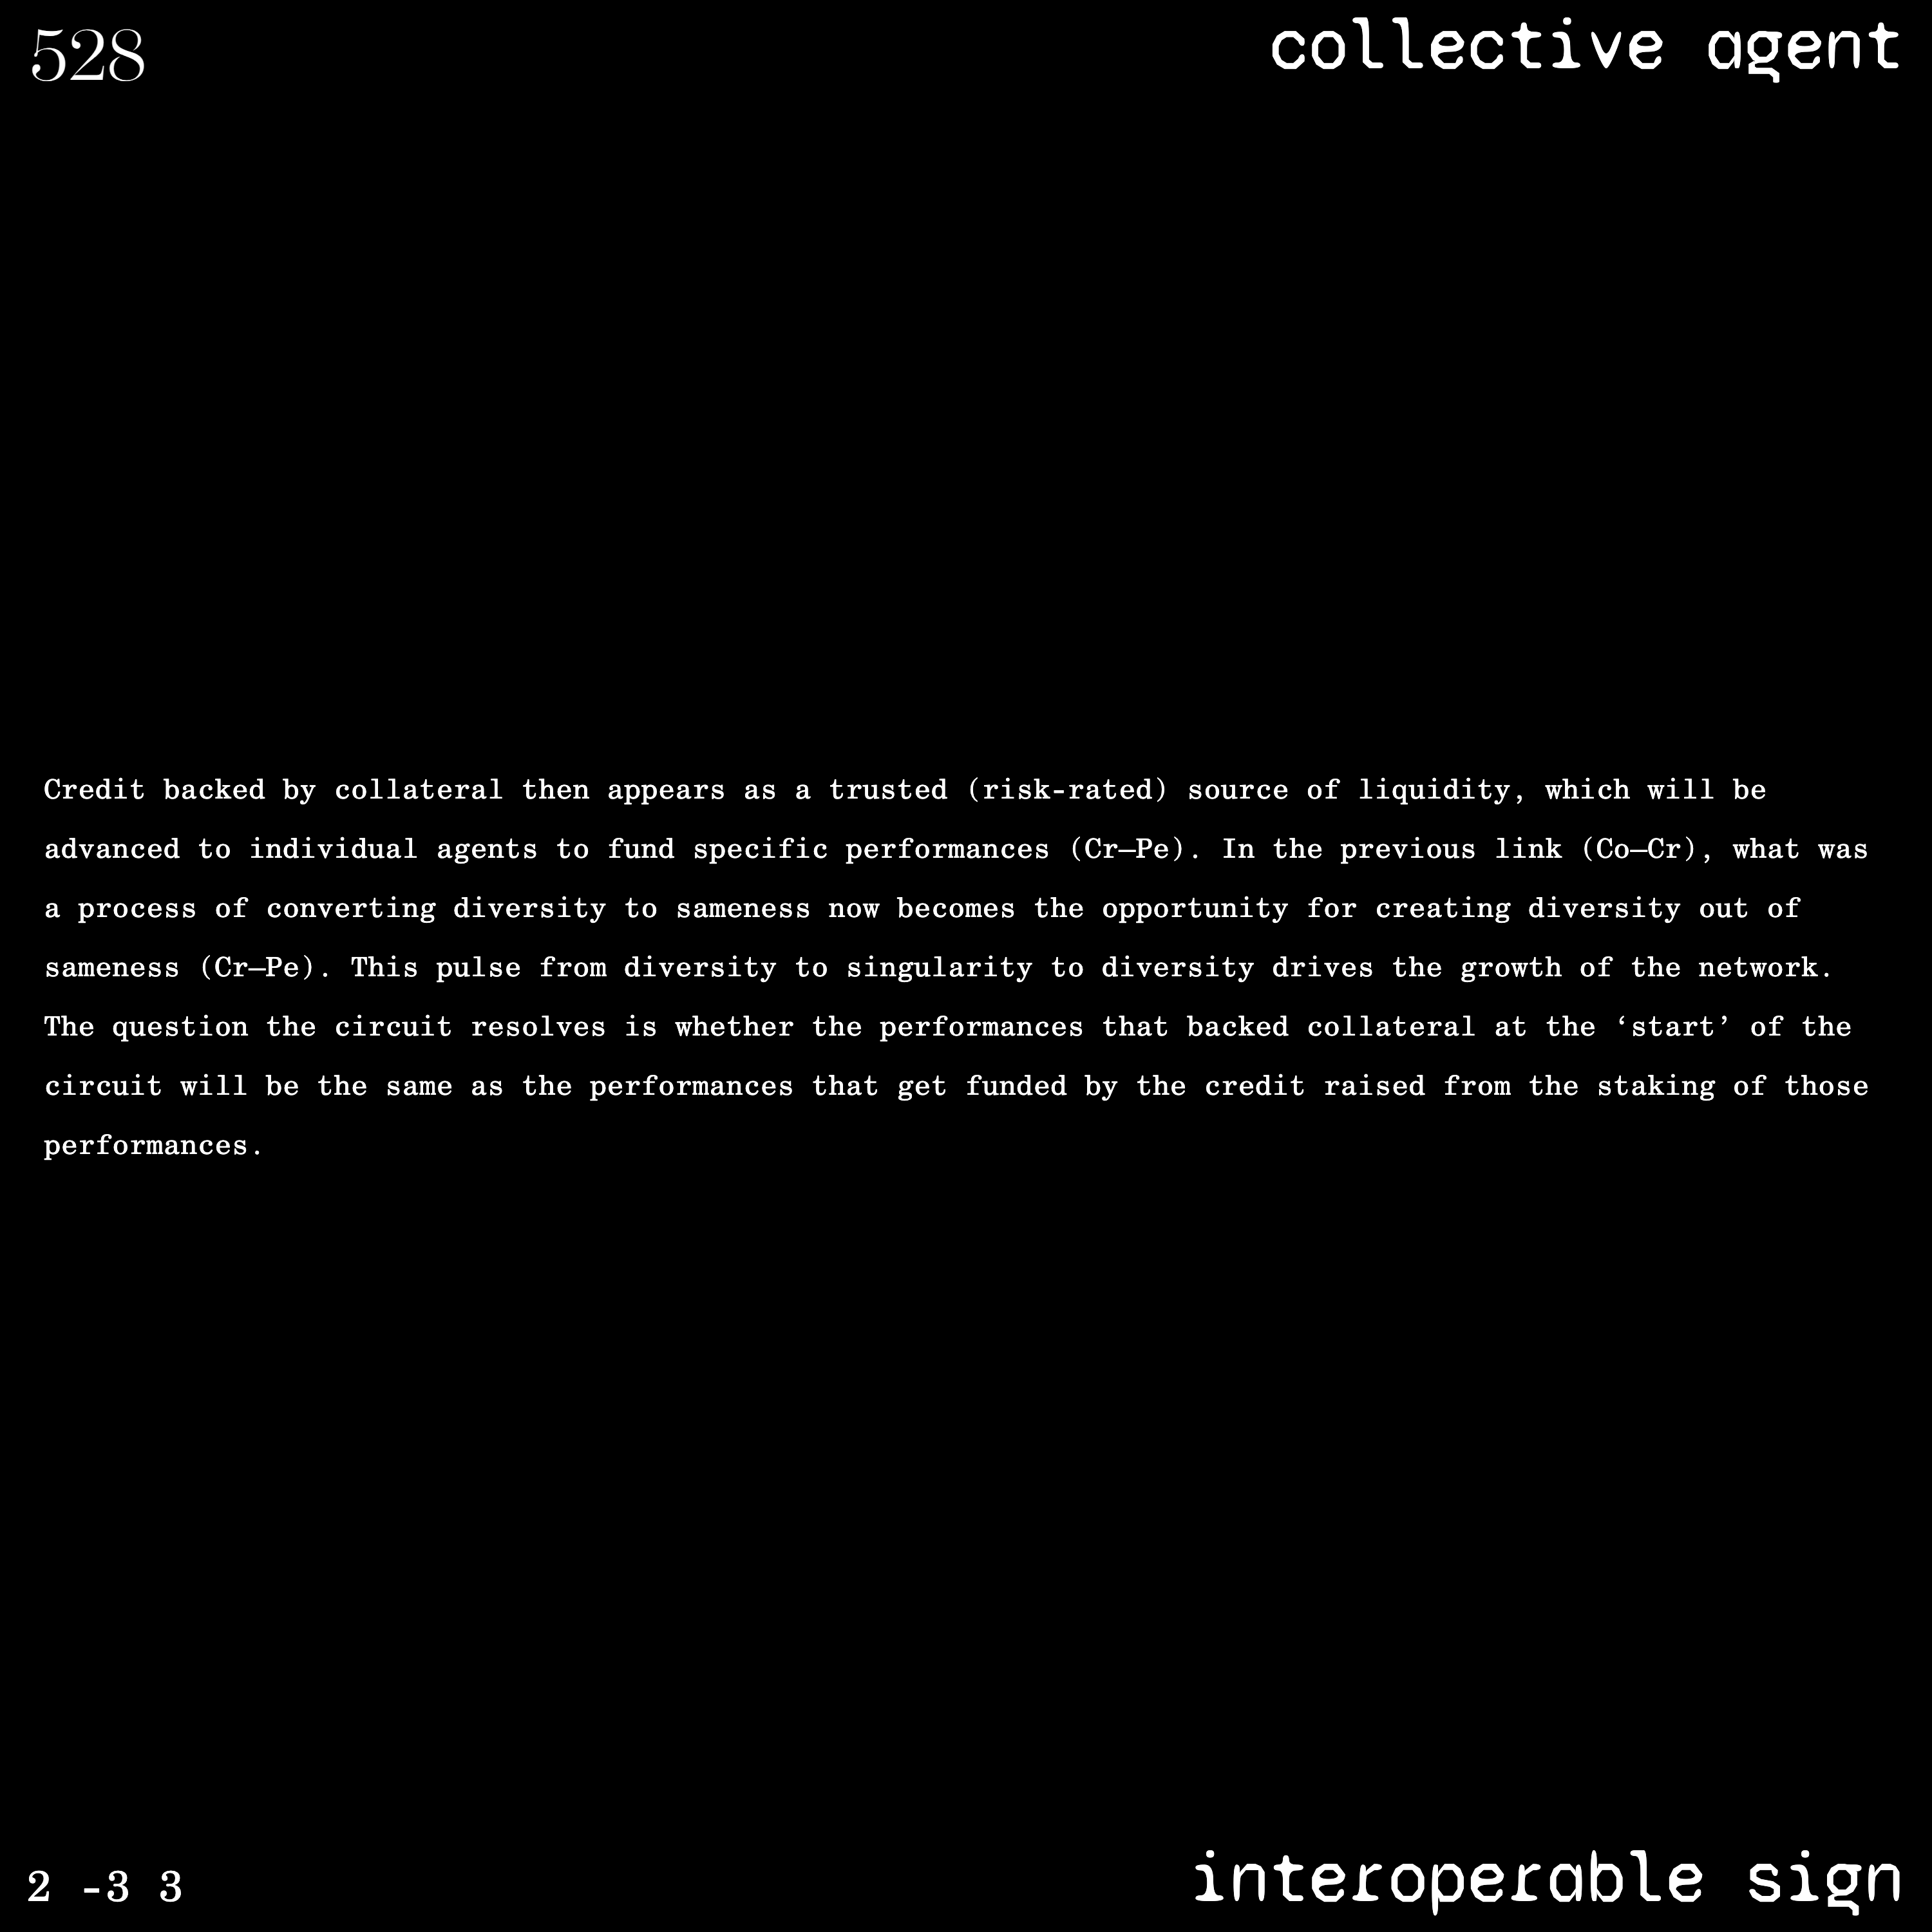 528
collective agent
Credit backed by collateral then appears as a trusted (risk-rated) source of liquidity, which will be
advanced to individual agents to fund specific performances (Cr—Pe). In the previous link (Co—Cr), what was
a process of converting diversity to sameness now becomes the opportunity for creating diversity out of
sameness (Cr—Pe). This pulse from diversity to singularity to diversity drives the growth of the network.
The question the circuit resolves is whether the performances that backed collateral at the ‘start’ of the
circuit will be the same as the performances that get funded by the credit raised from the staking of those
performances.
2 -3 3
interoperable sign